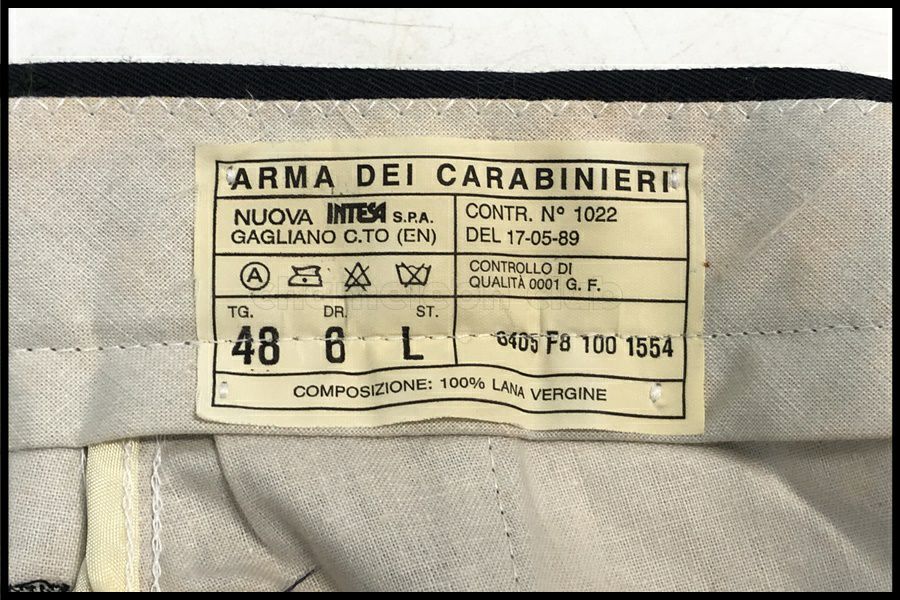 ARMA DEI CARABINIERI
NUOVA INTESA S.P.A.
GAGLIANO C.TO (EN)
CONTR. Nº 1022
DEL 17-05-89
A
CONTROLLO DI
QUALITÀ 0001 G. F.
TG. DR. ST.
48 6 L
6405 F8 100 1554
COMPOSIZIONE: 100% LANA VERGINE